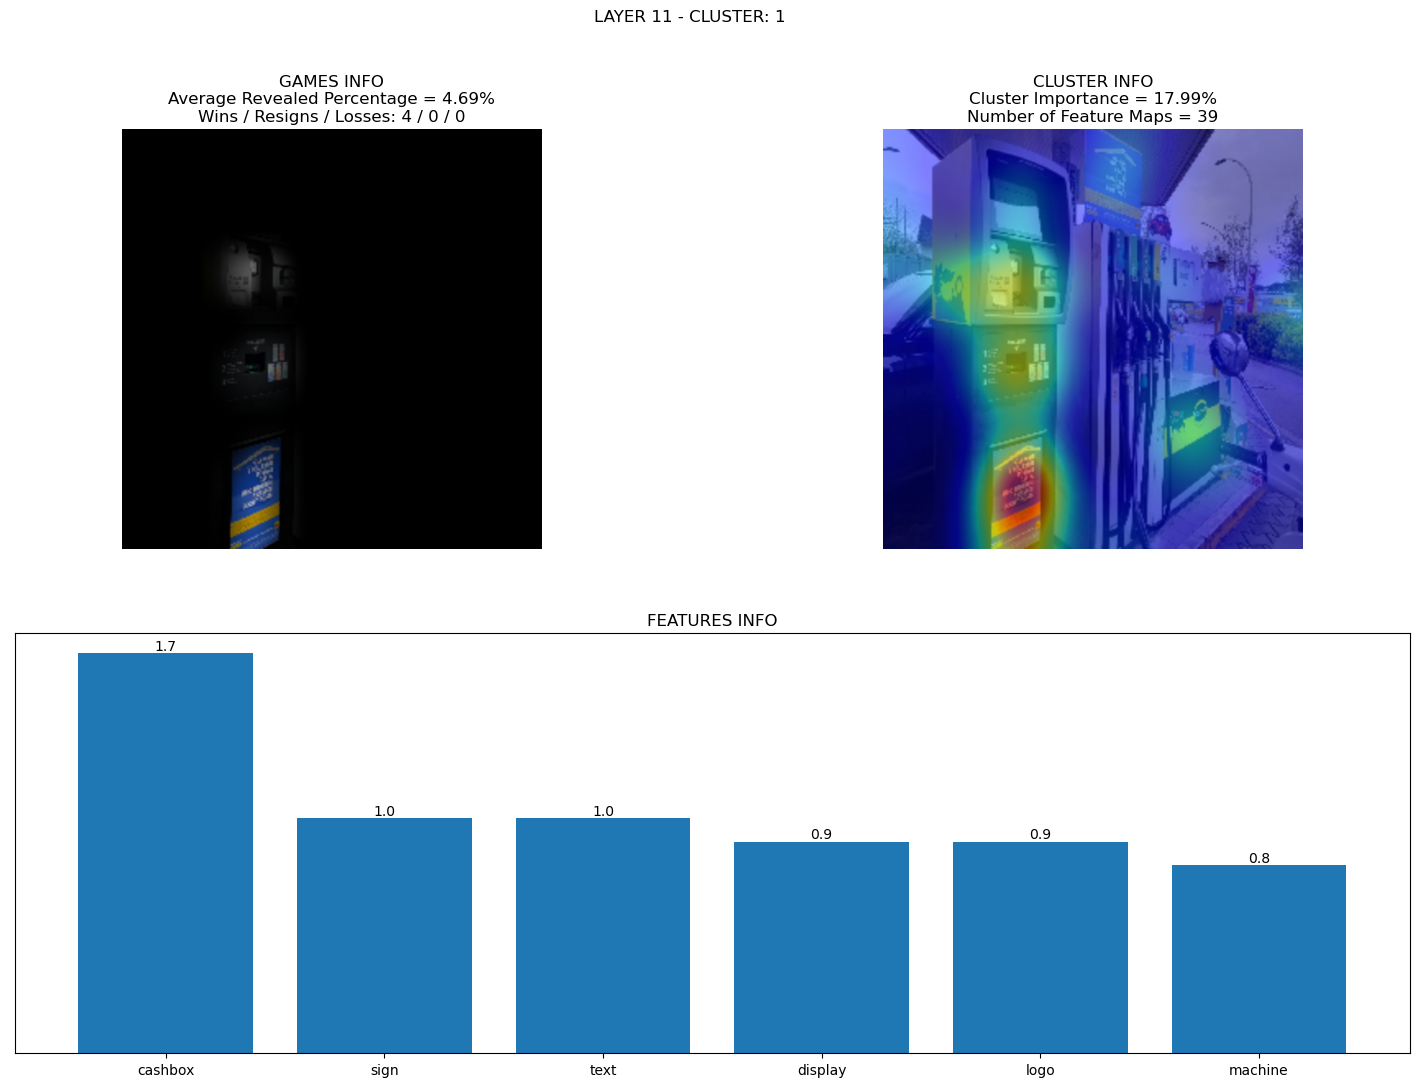 LAYER 11 - CLUSTER: 1
GAMES INFO
Average Revealed Percentage = 4.69%
Wins / Resigns / Losses: 4 / 0 / 0
CLUSTER INFO
Cluster Importance = 17.99%
Number of Feature Maps = 39
FEATURES INFO
1.7
1.0
1.0
0.9
0.9
0.8
cashbox
sign
text
display
logo
machine